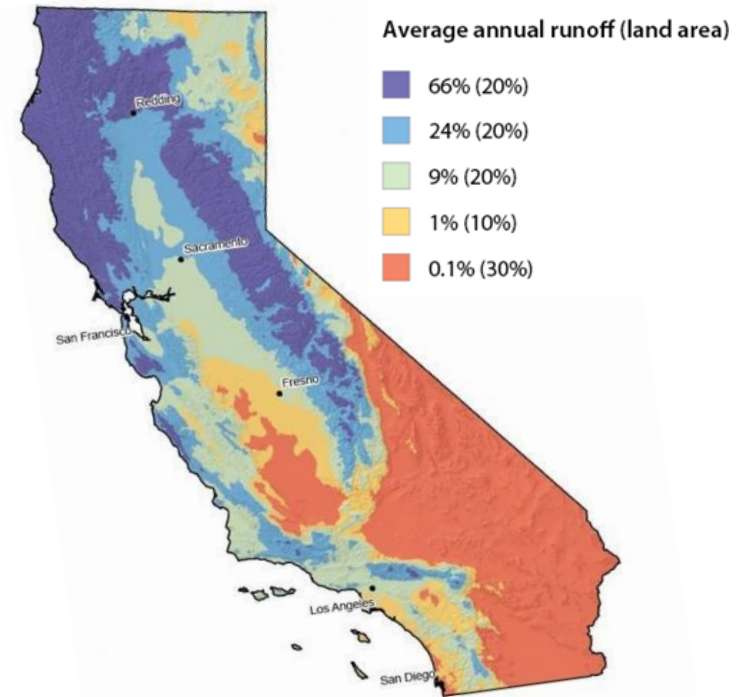 Average annual runoff (land area)
66% (20%)
24% (20%)
9% (20%)
1% (10%)
0.1% (30%)
Redding
Sacramento
San Francisco
Fresno
Los Angeles
San Diego